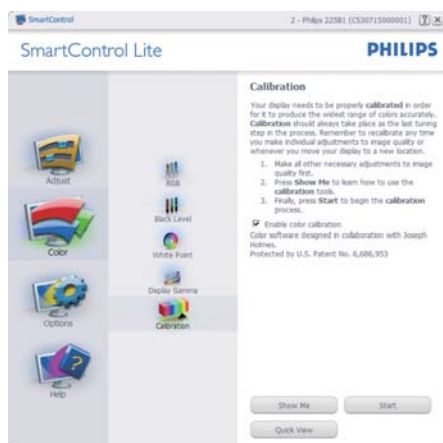 SmartControl
2 - Philips 225B1 (CS30715000001)
SmartControl Lite
PHILIPS
Adjust
Color
Options
Help
RGB
Black Level
White Point
Display Gamma
Calibration
Calibration
Your display needs to be properly calibrated in order
for it to produce the widest range of colors accurately.
Calibration should always take place as the last tuning
step in the process. Remember to recalibrate any time
you make individual adjustments to image quality or
whenever you move your display to a new location.
1. Make all other necessary adjustments to image
quality first.
2. Press Show Me to learn how to use the
calibration tools.
3. Finally, press Start to begin the calibration
process.
Enable color calibration
Color software designed in collaboration with Joseph
Holmes.
Protected by U.S. Patent No. 6,686,953
Show Me
Start
Quick View